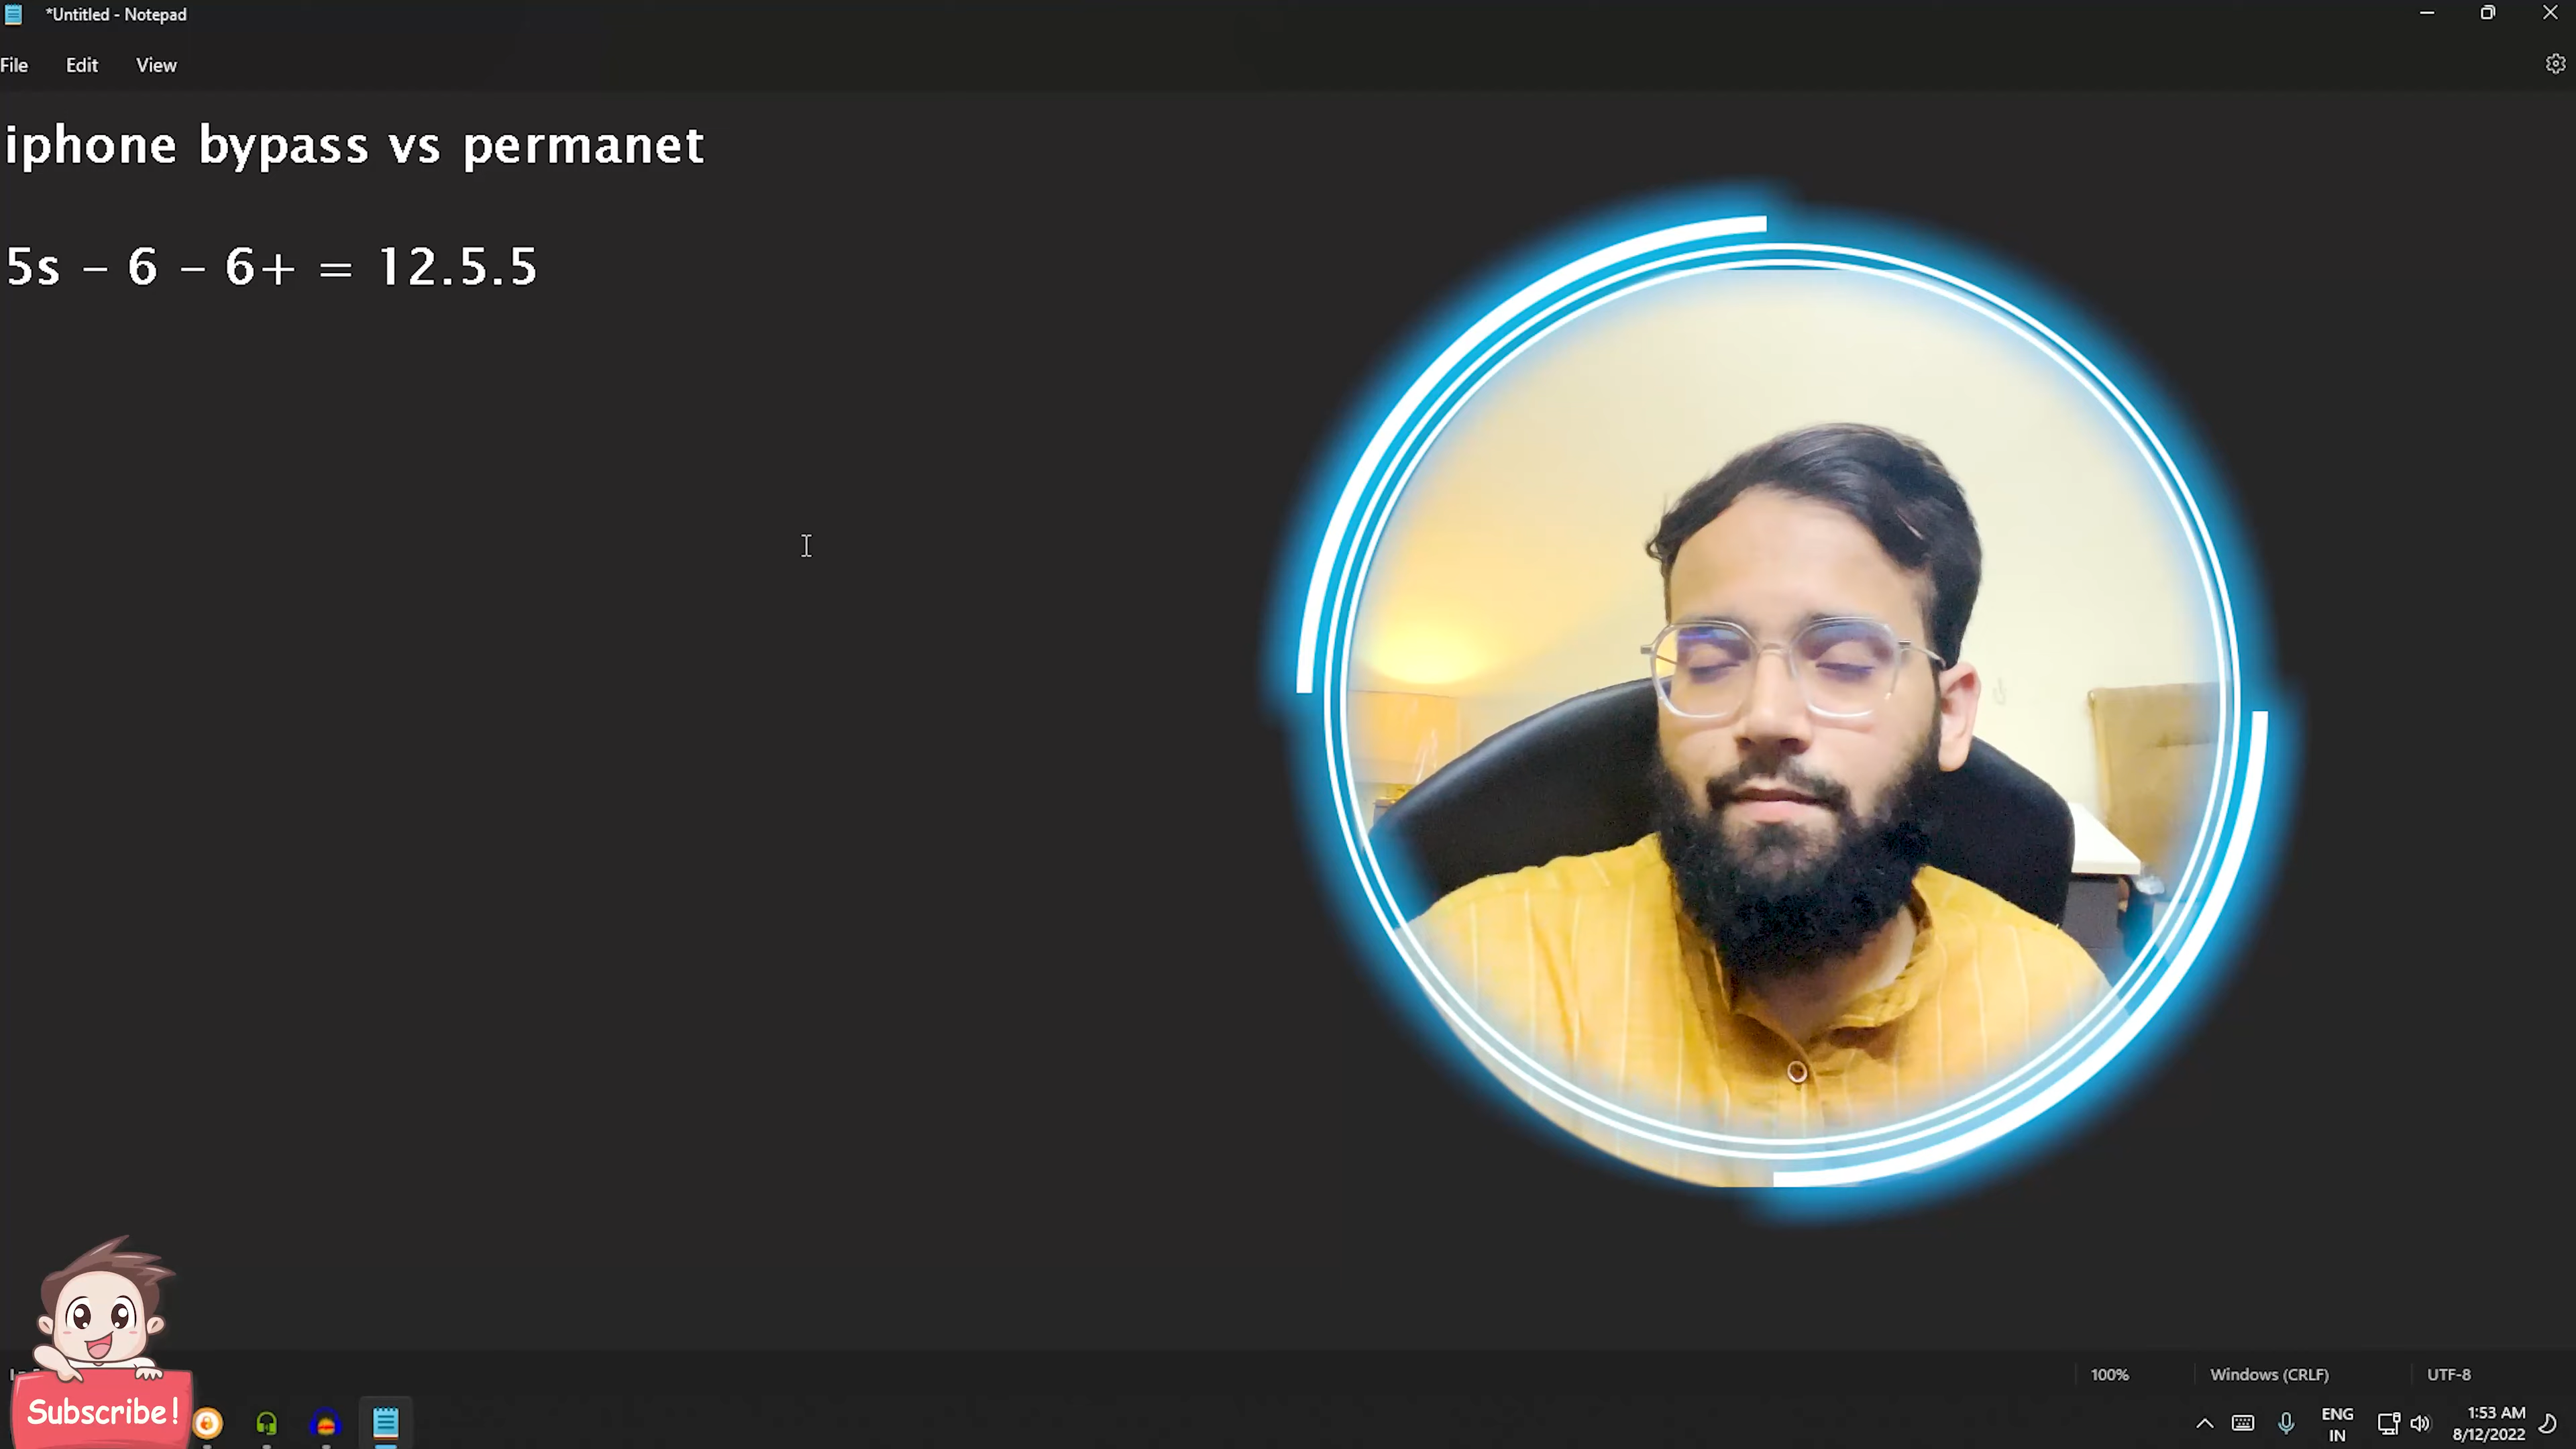 *Untitled - Notepad
File Edit View
iphone bypass vs permanet
5s - 6 - 6+ = 12.5.5
100% Windows (CRLF) UTF-8
Subscribe!
ENG
IN
1:53 AM
8/12/2022